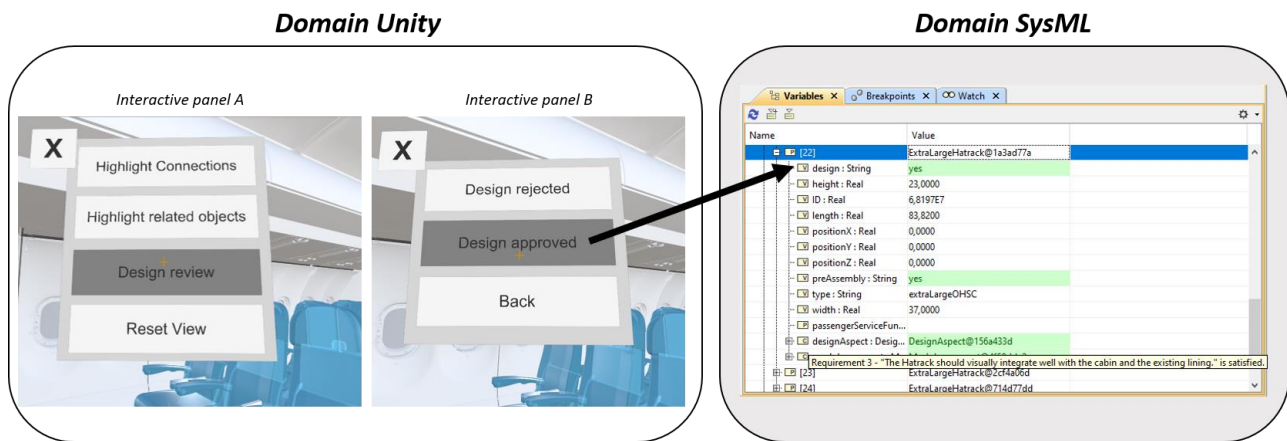 Domain Unity
Domain SysML
Interactive panel A
Interactive panel B
X
Highlight Connections
Highlight related objects
Design review
Reset View
X
Design rejected
Design approved
Back
Variables X Breakpoints X Watch X
Name Value
[22] ExtraLargeHatrack@1a3ad77a
design : String yes
height : Real 23,0000
ID : Real 6,8197E7
length : Real 83,8200
positionX : Real 0,0000
positionY : Real 0,0000
positionZ : Real 0,0000
preAssembly : String yes
type : String extraLargeOHSC
width : Real 37,0000
passengerServiceFun...
designAspect : Desig... DesignAspect@156a433d
Requirement 3 - "The Hatrack should visually integrate well with the cabin and the existing lining." is satisfied.
[23] ExtraLargeHatrack@2cf4a06d
[24] ExtraLargeHatrack@714d77dd